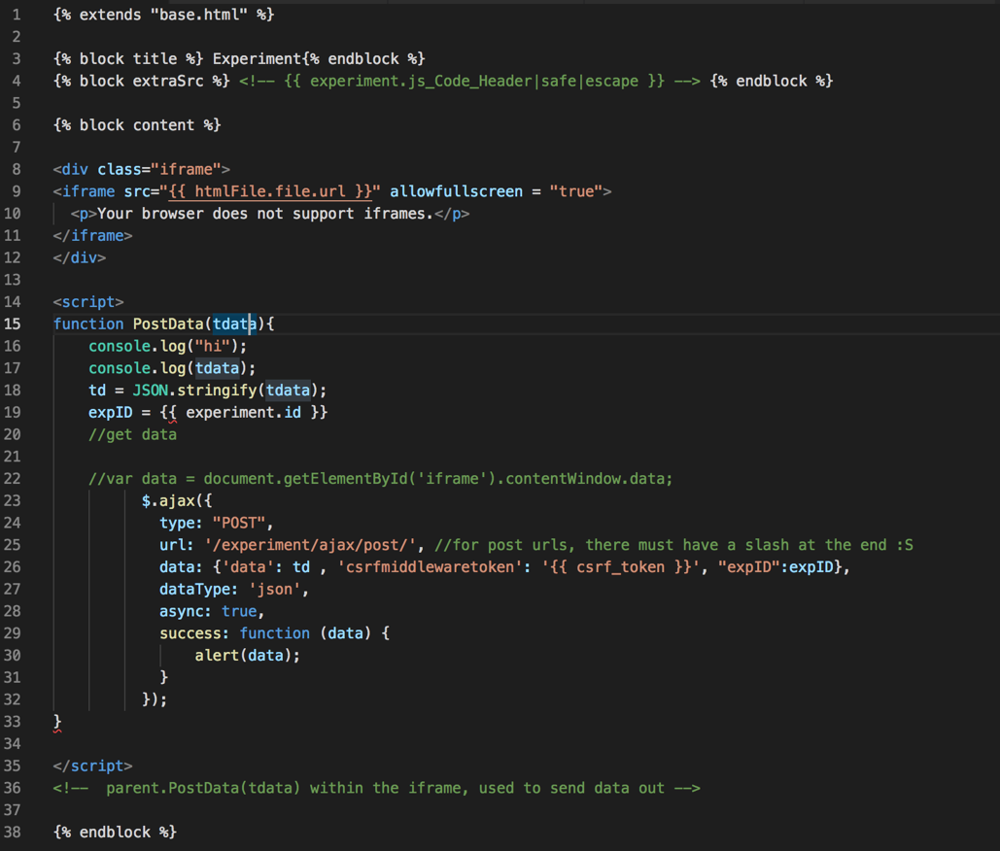 1 {% extends "base.html" %}
2
3 {% block title %} Experiment{% endblock %}
4 {% block extraSrc %} <!-- {{ experiment.js_Code_Header|safe|escape }} --> {% endblock %}
5
6 {% block content %}
7
8 <div class="iframe">
9 <iframe src="{{ htmlFile.file.url }}" allowfullscreen = "true">
10   <p>Your browser does not support iframes.</p>
11 </iframe>
12 </div>
13
14 <script>
15 function PostData(tdata){
16     console.log("hi");
17     console.log(tdata);
18     td = JSON.stringify(tdata);
19     expID = {{ experiment.id }}
20     //get data
21
22     //var data = document.getElementById('iframe').contentWindow.data;
23           $.ajax({
24             type: "POST",
25             url: '/experiment/ajax/post/', //for post urls, there must have a slash at the end :S
26             data: {'data': td , 'csrfmiddlewaretoken': '{{ csrf_token }}', "expID":expID},
27             dataType: 'json',
28             async: true,
29             success: function (data) {
30                 alert(data);
31             }
32           });
33 }
34
35 </script>
36 <!--  parent.PostData(tdata) within the iframe, used to send data out -->
37
38 {% endblock %}